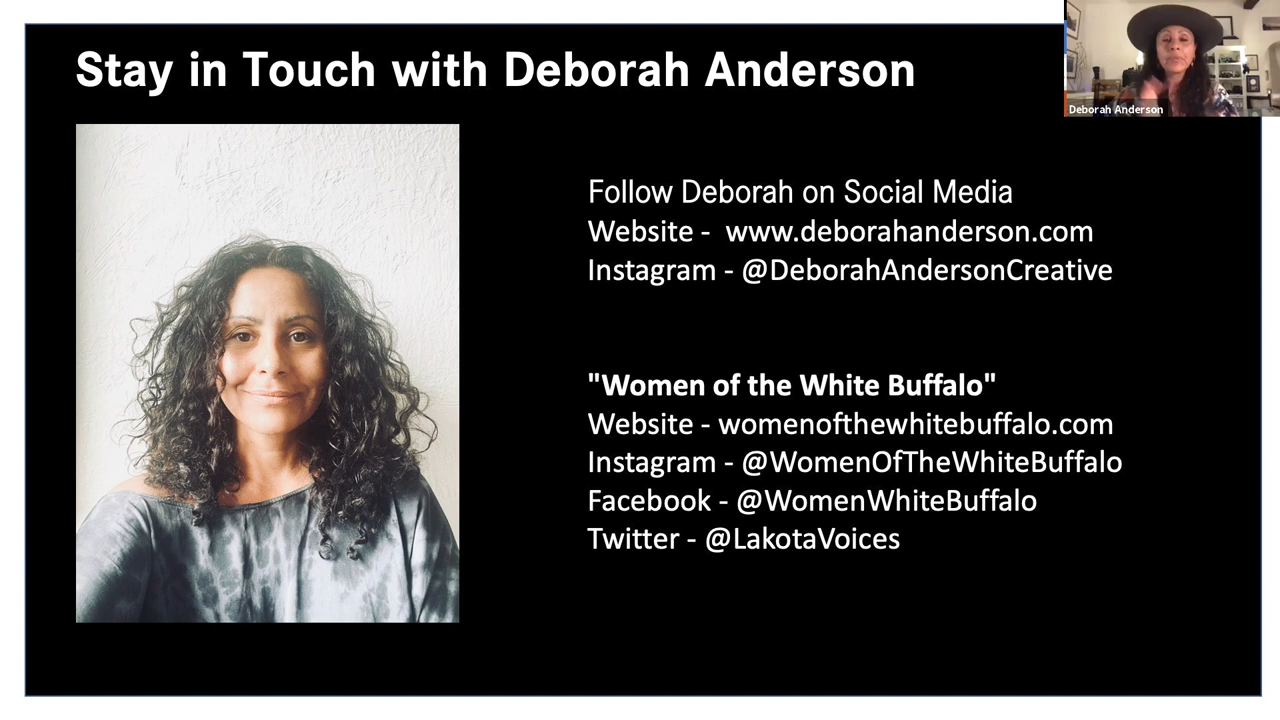 Stay in Touch with Deborah Anderson
Deborah Anderson
Follow Deborah on Social Media
Website -  www.deborahanderson.com
Instagram - @DeborahAndersonCreative
"Women of the White Buffalo"
Website - womenofthewhitebuffalo.com
Instagram - @WomenOfTheWhiteBuffalo
Facebook - @WomenWhiteBuffalo
Twitter - @LakotaVoices